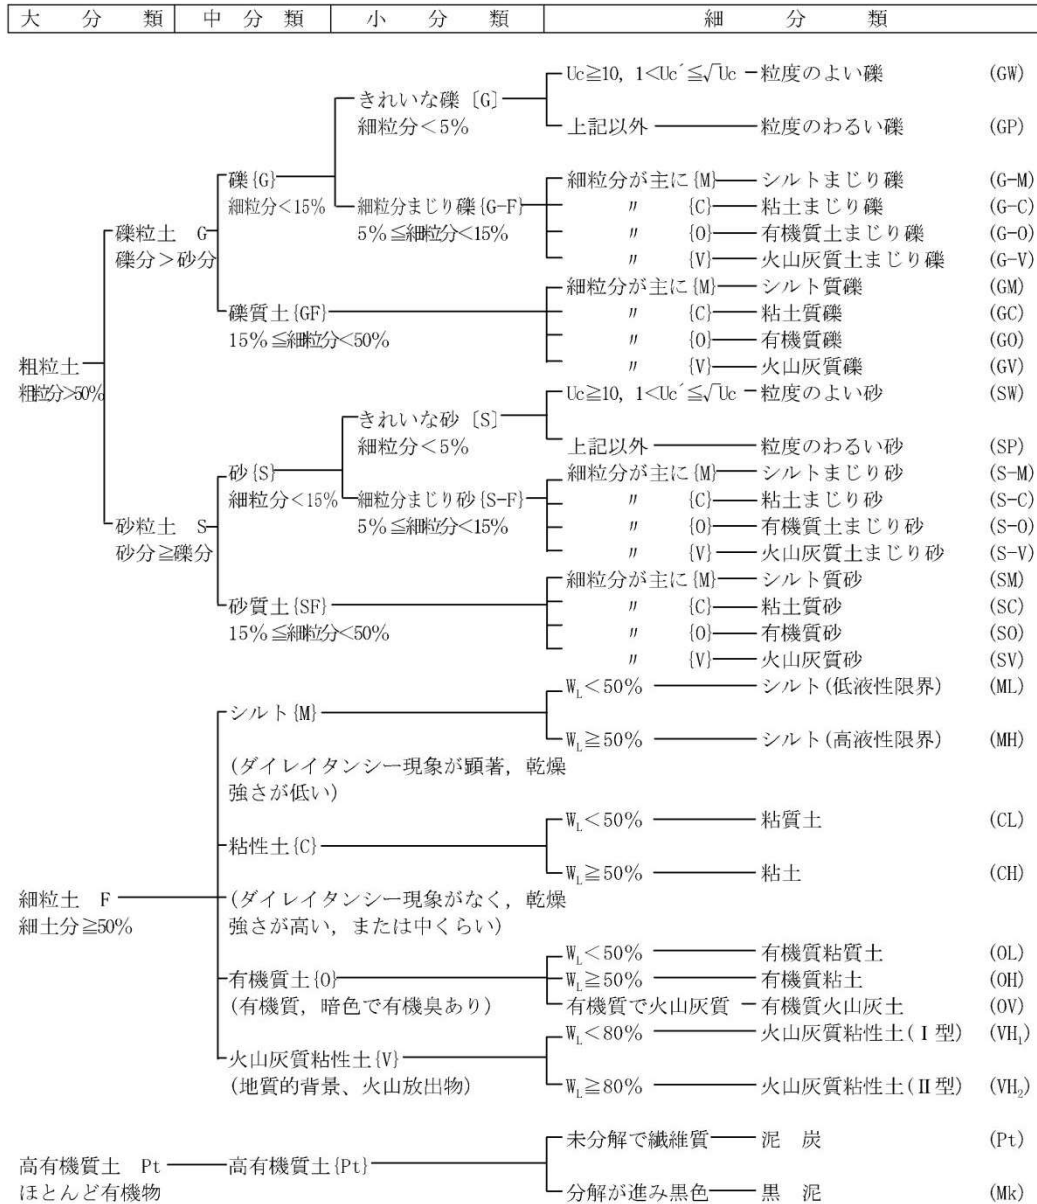 大分類 中分類 小分類 細分類
Uc≧10, 1<Uc´≦√Uc 粒度のよい礫 (GW)
きれいな礫〔G〕
細粒分<5%
上記以外 粒度のわるい礫 (GP)
礫{G}
細粒分<15%
細粒分が主に{M} シルトまじり礫 (G-M)
細粒分まじり礫{G-F}
5%≦細粒分<15%
〃 {C} 粘土まじり礫 (G-C)
〃 {O} 有機質土まじり礫 (G-O)
〃 {V} 火山灰質土まじり礫 (G-V)
礫粒土 G
礫分>砂分
礫質土{GF}
15%≦細粒分<50%
細粒分が主に{M} シルト質礫 (GM)
〃 {C} 粘土質礫 (GC)
〃 {O} 有機質礫 (GO)
〃 {V} 火山灰質礫 (GV)
粗粒土
粗粒分>50%
Uc≧10, 1<Uc´≦√Uc 粒度のよい砂 (SW)
きれいな砂〔S〕
細粒分<5%
上記以外 粒度のわるい砂 (SP)
砂{S}
細粒分<15%
細粒分が主に{M} シルトまじり砂 (S-M)
細粒分まじり砂{S-F}
5%≦細粒分<15%
〃 {C} 粘土まじり砂 (S-C)
〃 {O} 有機質土まじり砂 (S-O)
〃 {V} 火山灰質土まじり砂 (S-V)
砂粒土 S
砂分≧礫分
細粒分が主に{M} シルト質砂 (SM)
砂質土{SF}
15%≦細粒分<50%
〃 {C} 粘土質砂 (SC)
〃 {O} 有機質砂 (SO)
〃 {V} 火山灰質砂 (SV)
シルト{M}
WL<50% シルト(低液性限界) (ML)
WL≧50% シルト(高液性限界) (MH)
(ダイレイタンシー現象が顕著，乾燥
強さが低い)
粘性土{C}
WL<50% 粘質土 (CL)
WL≧50% 粘土 (CH)
細粒土 F
細土分≧50%
(ダイレイタンシー現象がなく，乾燥
強さが高い，または中くらい)
有機質土{O}
(有機質，暗色で有機臭あり)
WL<50% 有機質粘質土 (OL)
WL≧50% 有機質粘土 (OH)
有機質で火山灰質 有機質火山灰土 (OV)
火山灰質粘性土{V}
(地質的背景、火山放出物)
WL<80% 火山灰質粘性土(Ⅰ型) (VH1)
WL≧80% 火山灰質粘性土(Ⅱ型) (VH2)
高有機質土 Pt 高有機質土{Pt}
ほとんど有機物
未分解で繊維質 泥炭 (Pt)
分解が進み黒色 黒泥 (Mk)